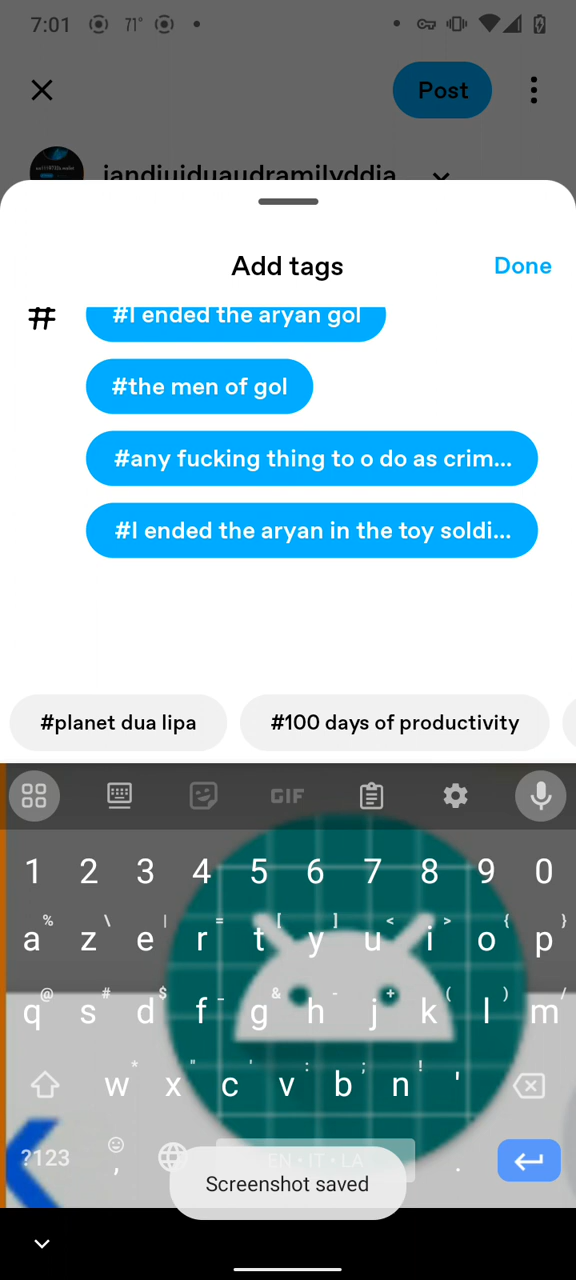 7:01 71°
Post
iandiuiduaudramilyddia
Add tags
Done
#I ended the aryan gol
#the men of gol
#any fucking thing to o do as crim...
#I ended the aryan in the toy soldi...
#planet dua lipa
#100 days of productivity
GIF
1 2 3 4 5 6 7 8 9 0
% \ | = [ ] < > { }
a z e r t y u i o p
@ # $ _ & - + ( ) /
q s d f g h j k l m
* " ' : ; !
w x c v b n '
?123 , EN • IT • LA .
Screenshot saved